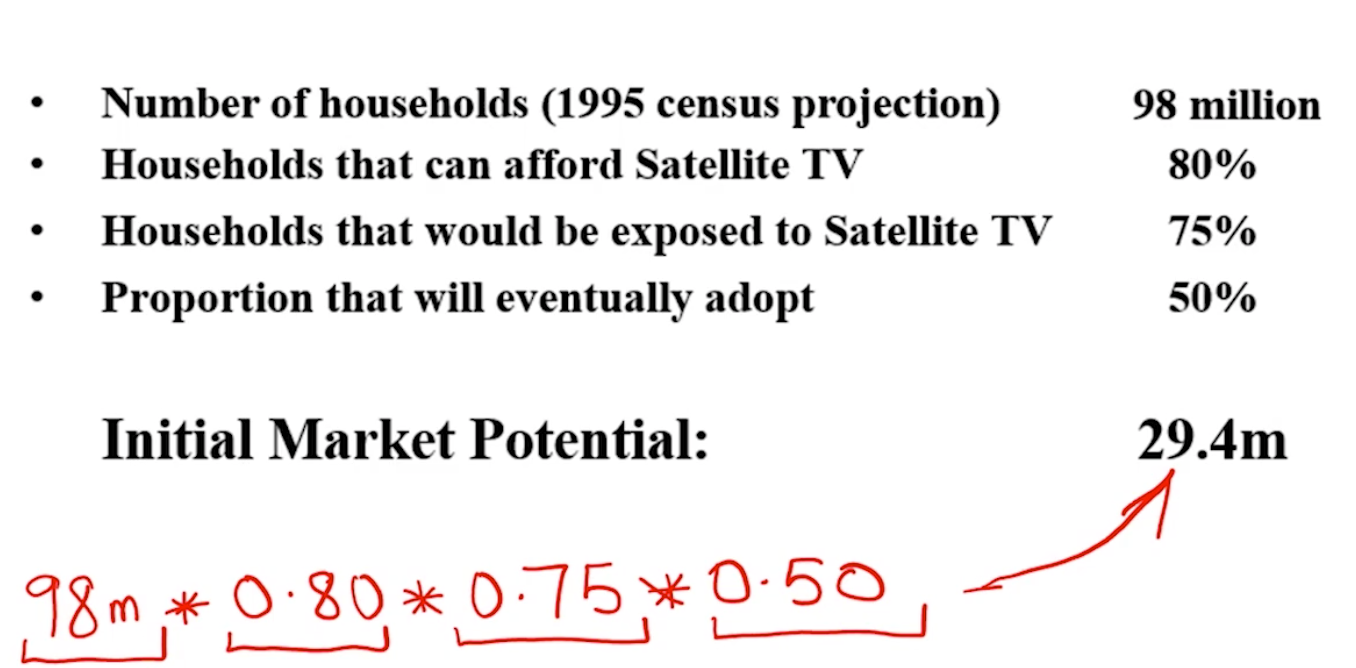 • Number of households (1995 census projection) 98 million
• Households that can afford Satellite TV 80%
• Households that would be exposed to Satellite TV 75%
• Proportion that will eventually adopt 50%
Initial Market Potential: 29.4m
98m * 0.80 * 0.75 * 0.50